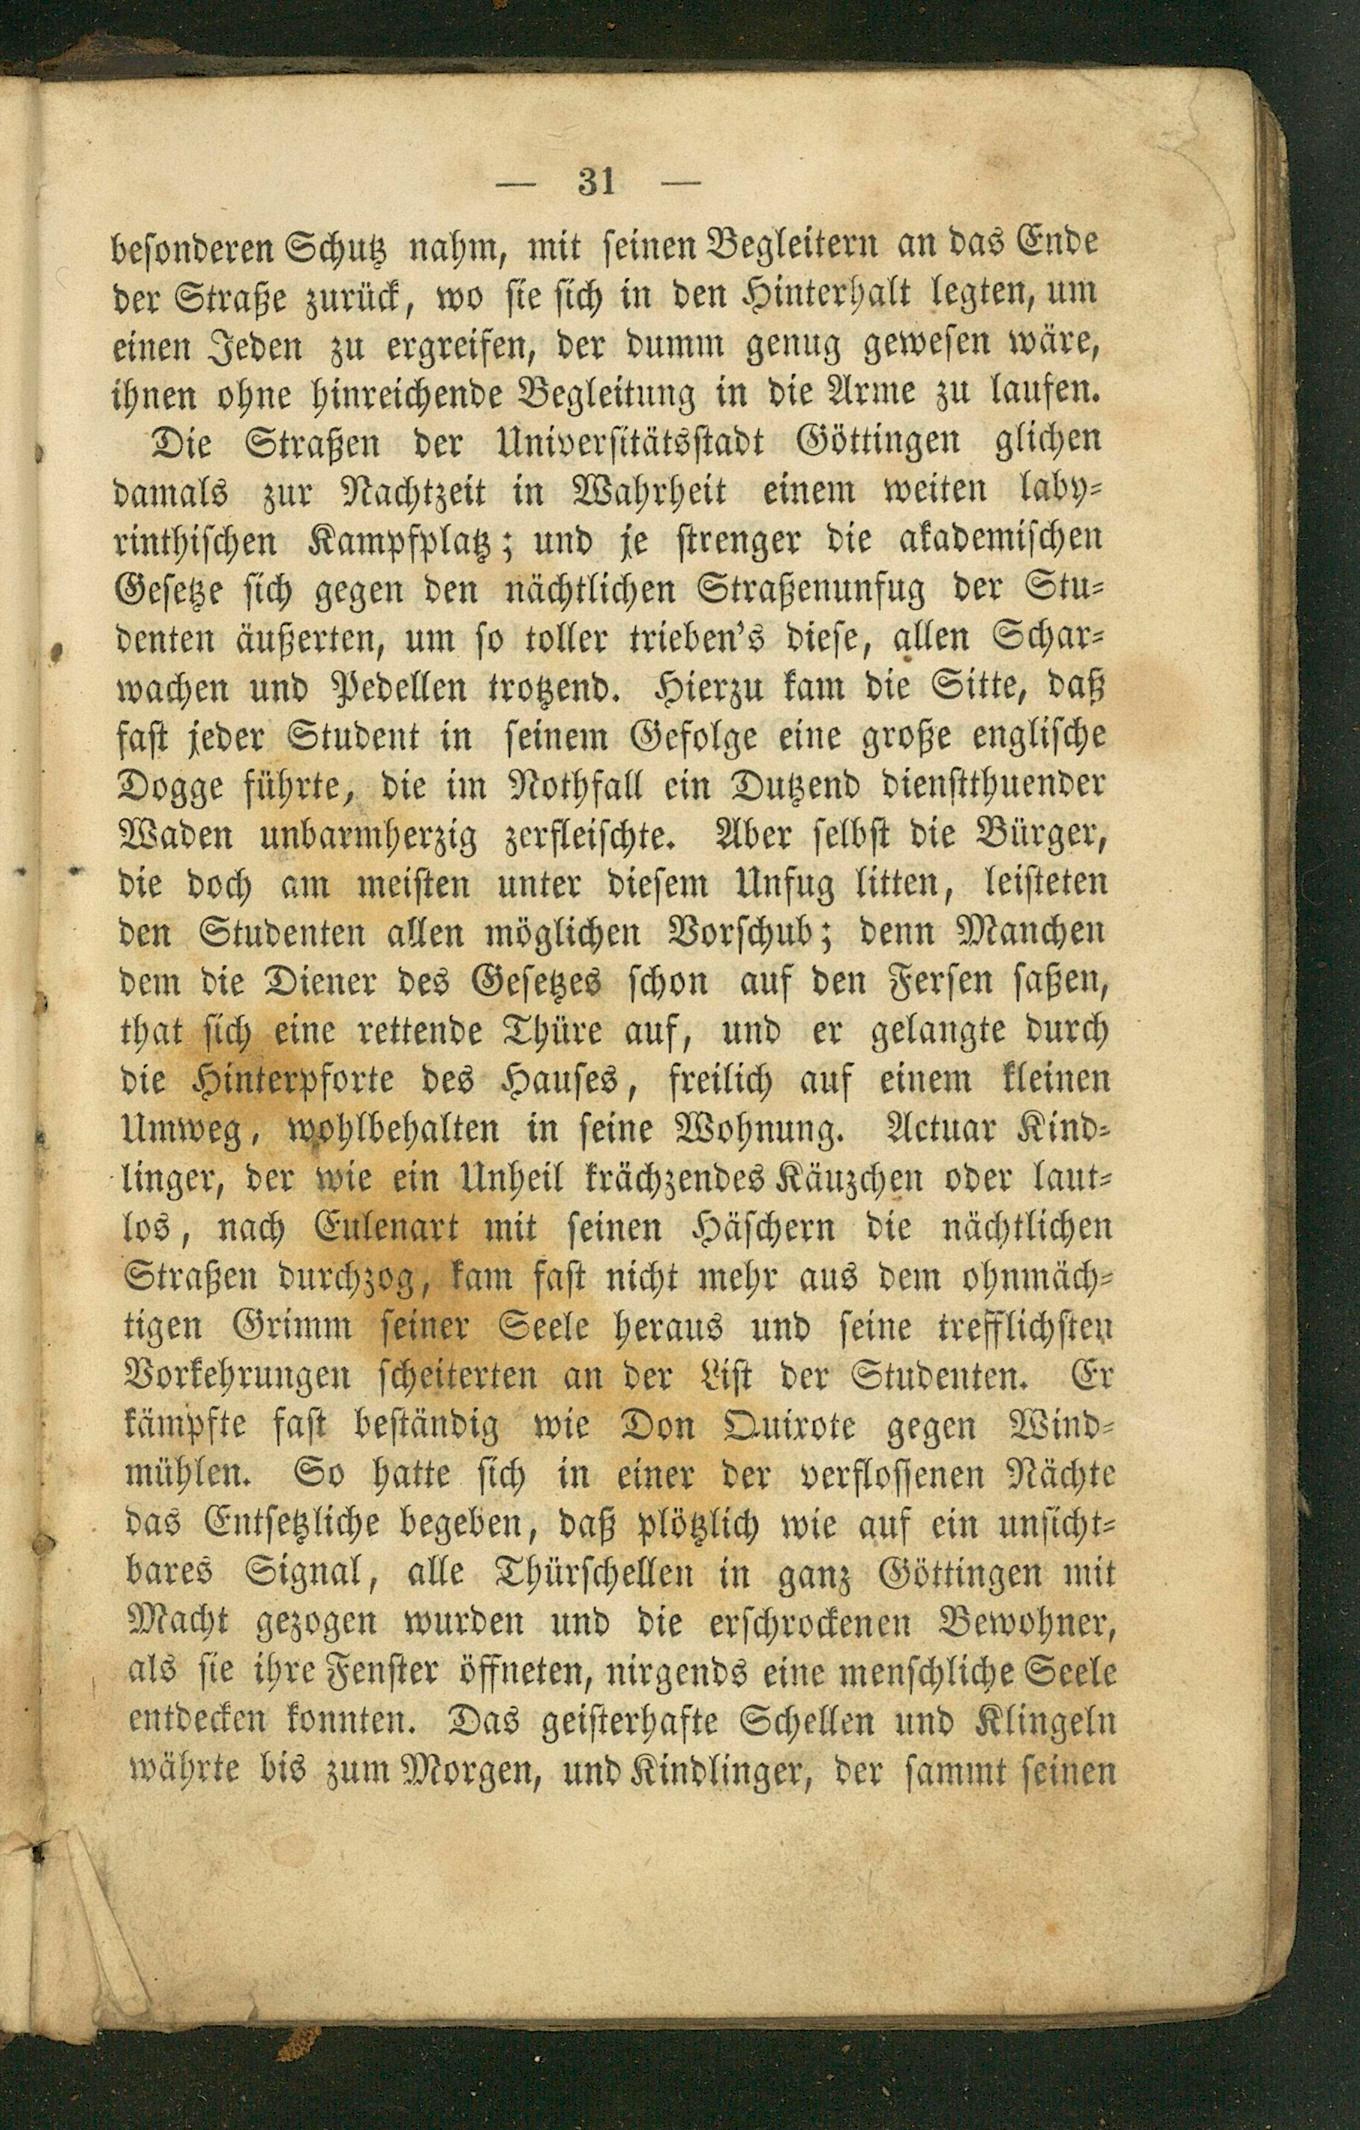 — 31 —
besonderen Schutz nahm, mit seinen Begleitern an das Ende
der Straße zurück, wo sie sich in den Hinterhalt legten, um
einen Jeden zu ergreifen, der dumm genug gewesen wäre,
ihnen ohne hinreichende Begleitung in die Arme zu laufen.
Die Straßen der Universitätsstadt Göttingen glichen
damals zur Nachtzeit in Wahrheit einem weiten laby-
rinthischen Kampfplatz; und je strenger die akademischen
Gesetze sich gegen den nächtlichen Straßenunfug der Stu-
denten äußerten, um so toller trieben's diese, allen Schar-
wachen und Pedellen trotzend. Hierzu kam die Sitte, daß
fast jeder Student in seinem Gefolge eine große englische
Dogge führte, die im Nothfall ein Dutzend dienstthuender
Waden unbarmherzig zerfleischte. Aber selbst die Bürger,
die doch am meisten unter diesem Unfug litten, leisteten
den Studenten allen möglichen Vorschub; denn Manchen
dem die Diener des Gesetzes schon auf den Fersen saßen,
that sich eine rettende Thüre auf, und er gelangte durch
die Hinterpforte des Hauses, freilich auf einem kleinen
Umweg, wohlbehalten in seine Wohnung. Actuar Kind-
linger, der wie ein Unheil krächzendes Käuzchen oder laut-
los, nach Eulenart mit seinen Häschern die nächtlichen
Straßen durchzog, kam fast nicht mehr aus dem ohnmäch-
tigen Grimm seiner Seele heraus und seine trefflichsten
Vorkehrungen scheiterten an der List der Studenten. Er
kämpfte fast beständig wie Don Quixote gegen Wind-
mühlen. So hatte sich in einer der verflossenen Nächte
das Entsetzliche begeben, daß plötzlich wie auf ein unsicht-
bares Signal, alle Thürschellen in ganz Göttingen mit
Macht gezogen wurden und die erschrockenen Bewohner,
als sie ihre Fenster öffneten, nirgends eine menschliche Seele
entdecken konnten. Das geisterhafte Schellen und Klingeln
währte bis zum Morgen, und Kindlinger, der sammt seinen